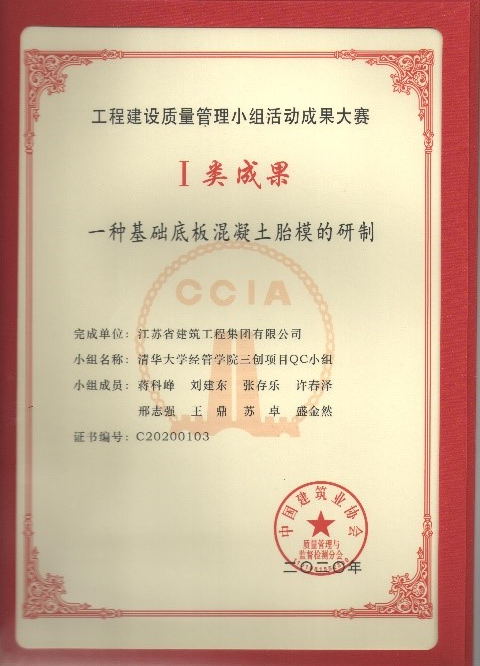 工程建设质量管理小组活动成果大赛
I类成果
一种基础底板混凝土胎模的研制
CCIA
完成单位：江苏省建筑工程集团有限公司
小组名称：清华大学经管学院三创项目QC小组
小组成员：蒋科峰 刘建东 张存乐 许春泽
邢志强 王鼎 苏卓 盛金然
证书编号：C20200103
中国建筑业协会
质量管理与
监督检测分会
二〇二〇年